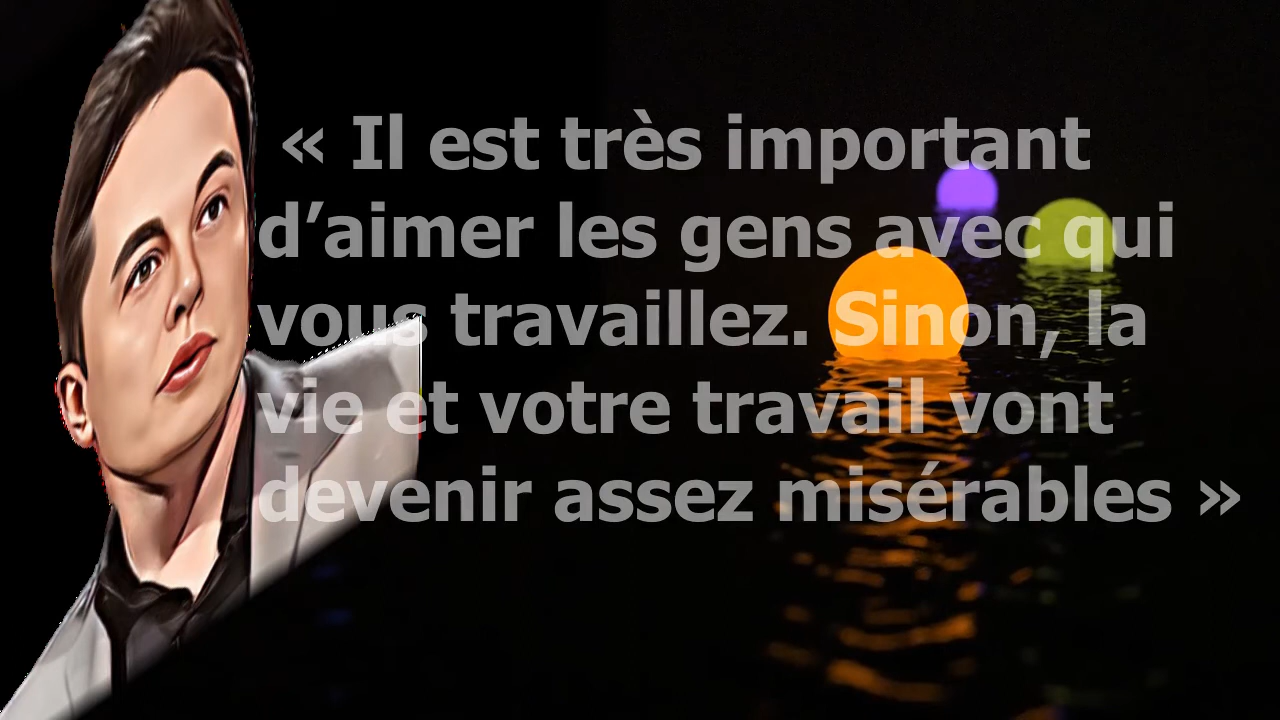 « Il est très important
d’aimer les gens avec qui
vous travaillez. Sinon, la
vie et votre travail vont
devenir assez misérables »